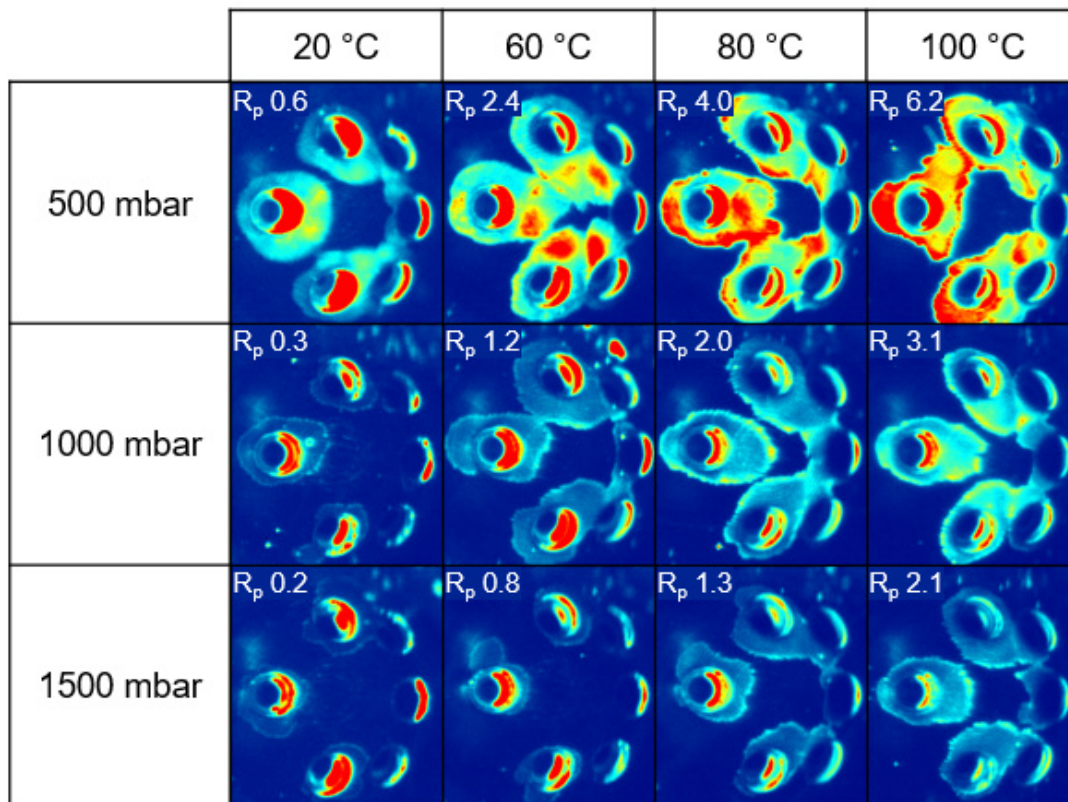 20 °C 60 °C 80 °C 100 °C
500 mbar
Rp 0.6 Rp 2.4 Rp 4.0 Rp 6.2
1000 mbar
Rp 0.3 Rp 1.2 Rp 2.0 Rp 3.1
1500 mbar
Rp 0.2 Rp 0.8 Rp 1.3 Rp 2.1